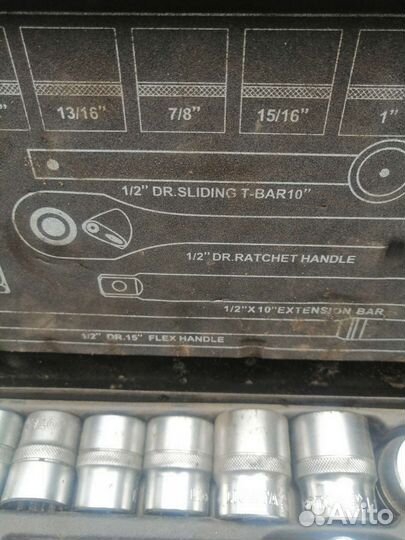 13/16" 7/8" 15/16" 1"
1/2" DR.SLIDING T-BAR10"
1/2" DR.RATCHET HANDLE
1/2"X10"EXTENSION BAR
1/2" DR.15" FLEX HANDLE
Avito